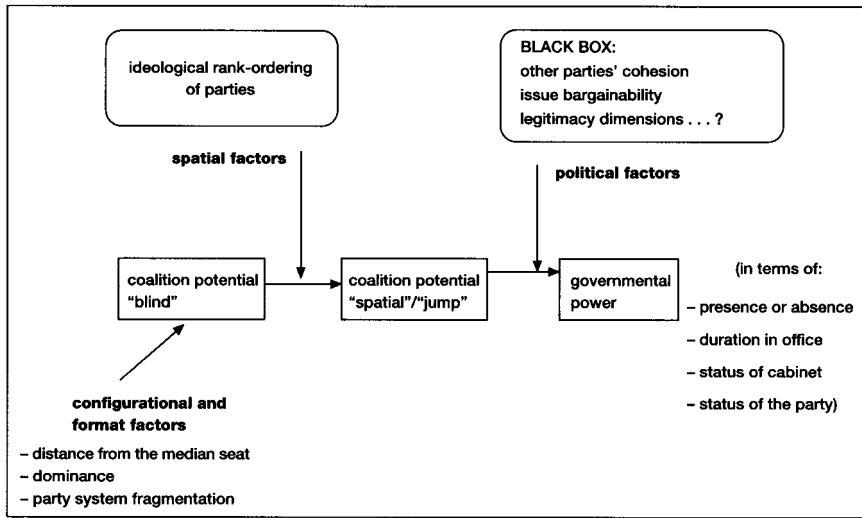 ideological rank-ordering
of parties
BLACK BOX:
other parties' cohesion
issue bargainability
legitimacy dimensions . . . ?
spatial factors
political factors
coalition potential
"blind"
coalition potential
"spatial"/"jump"
governmental
power
(in terms of:
– presence or absence
– duration in office
– status of cabinet
– status of the party)
configurational and
format factors
– distance from the median seat
– dominance
– party system fragmentation